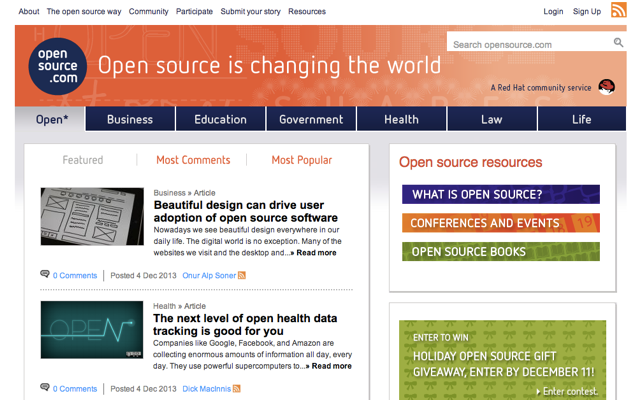 About The open source way Community Participate Submit your story Resources Login Sign Up
open
source
.com
Open source is changing the world
Search opensource.com
A Red Hat community service
Open* Business Education Government Health Law Life
Featured Most Comments Most Popular
Business » Article
Beautiful design can drive user
adoption of open source software
Nowadays we see beautiful design everywhere in our
daily life. The digital world is no exception. Many of the
websites we visit and the desktop and...» Read more
0 Comments Posted 4 Dec 2013 Onur Alp Soner
OPEN
Health » Article
The next level of open health data
tracking is good for you
Companies like Google, Facebook, and Amazon are
collecting enormous amounts of information all day, every
day. They use powerful supercomputers to...» Read more
0 Comments Posted 4 Dec 2013 Dick MacInnis
Open source resources
WHAT IS OPEN SOURCE?
CONFERENCES AND EVENTS
19
OPEN SOURCE BOOKS
ENTER TO WIN
HOLIDAY OPEN SOURCE GIFT
GIVEAWAY, ENTER BY DECEMBER 11!
Enter contest.